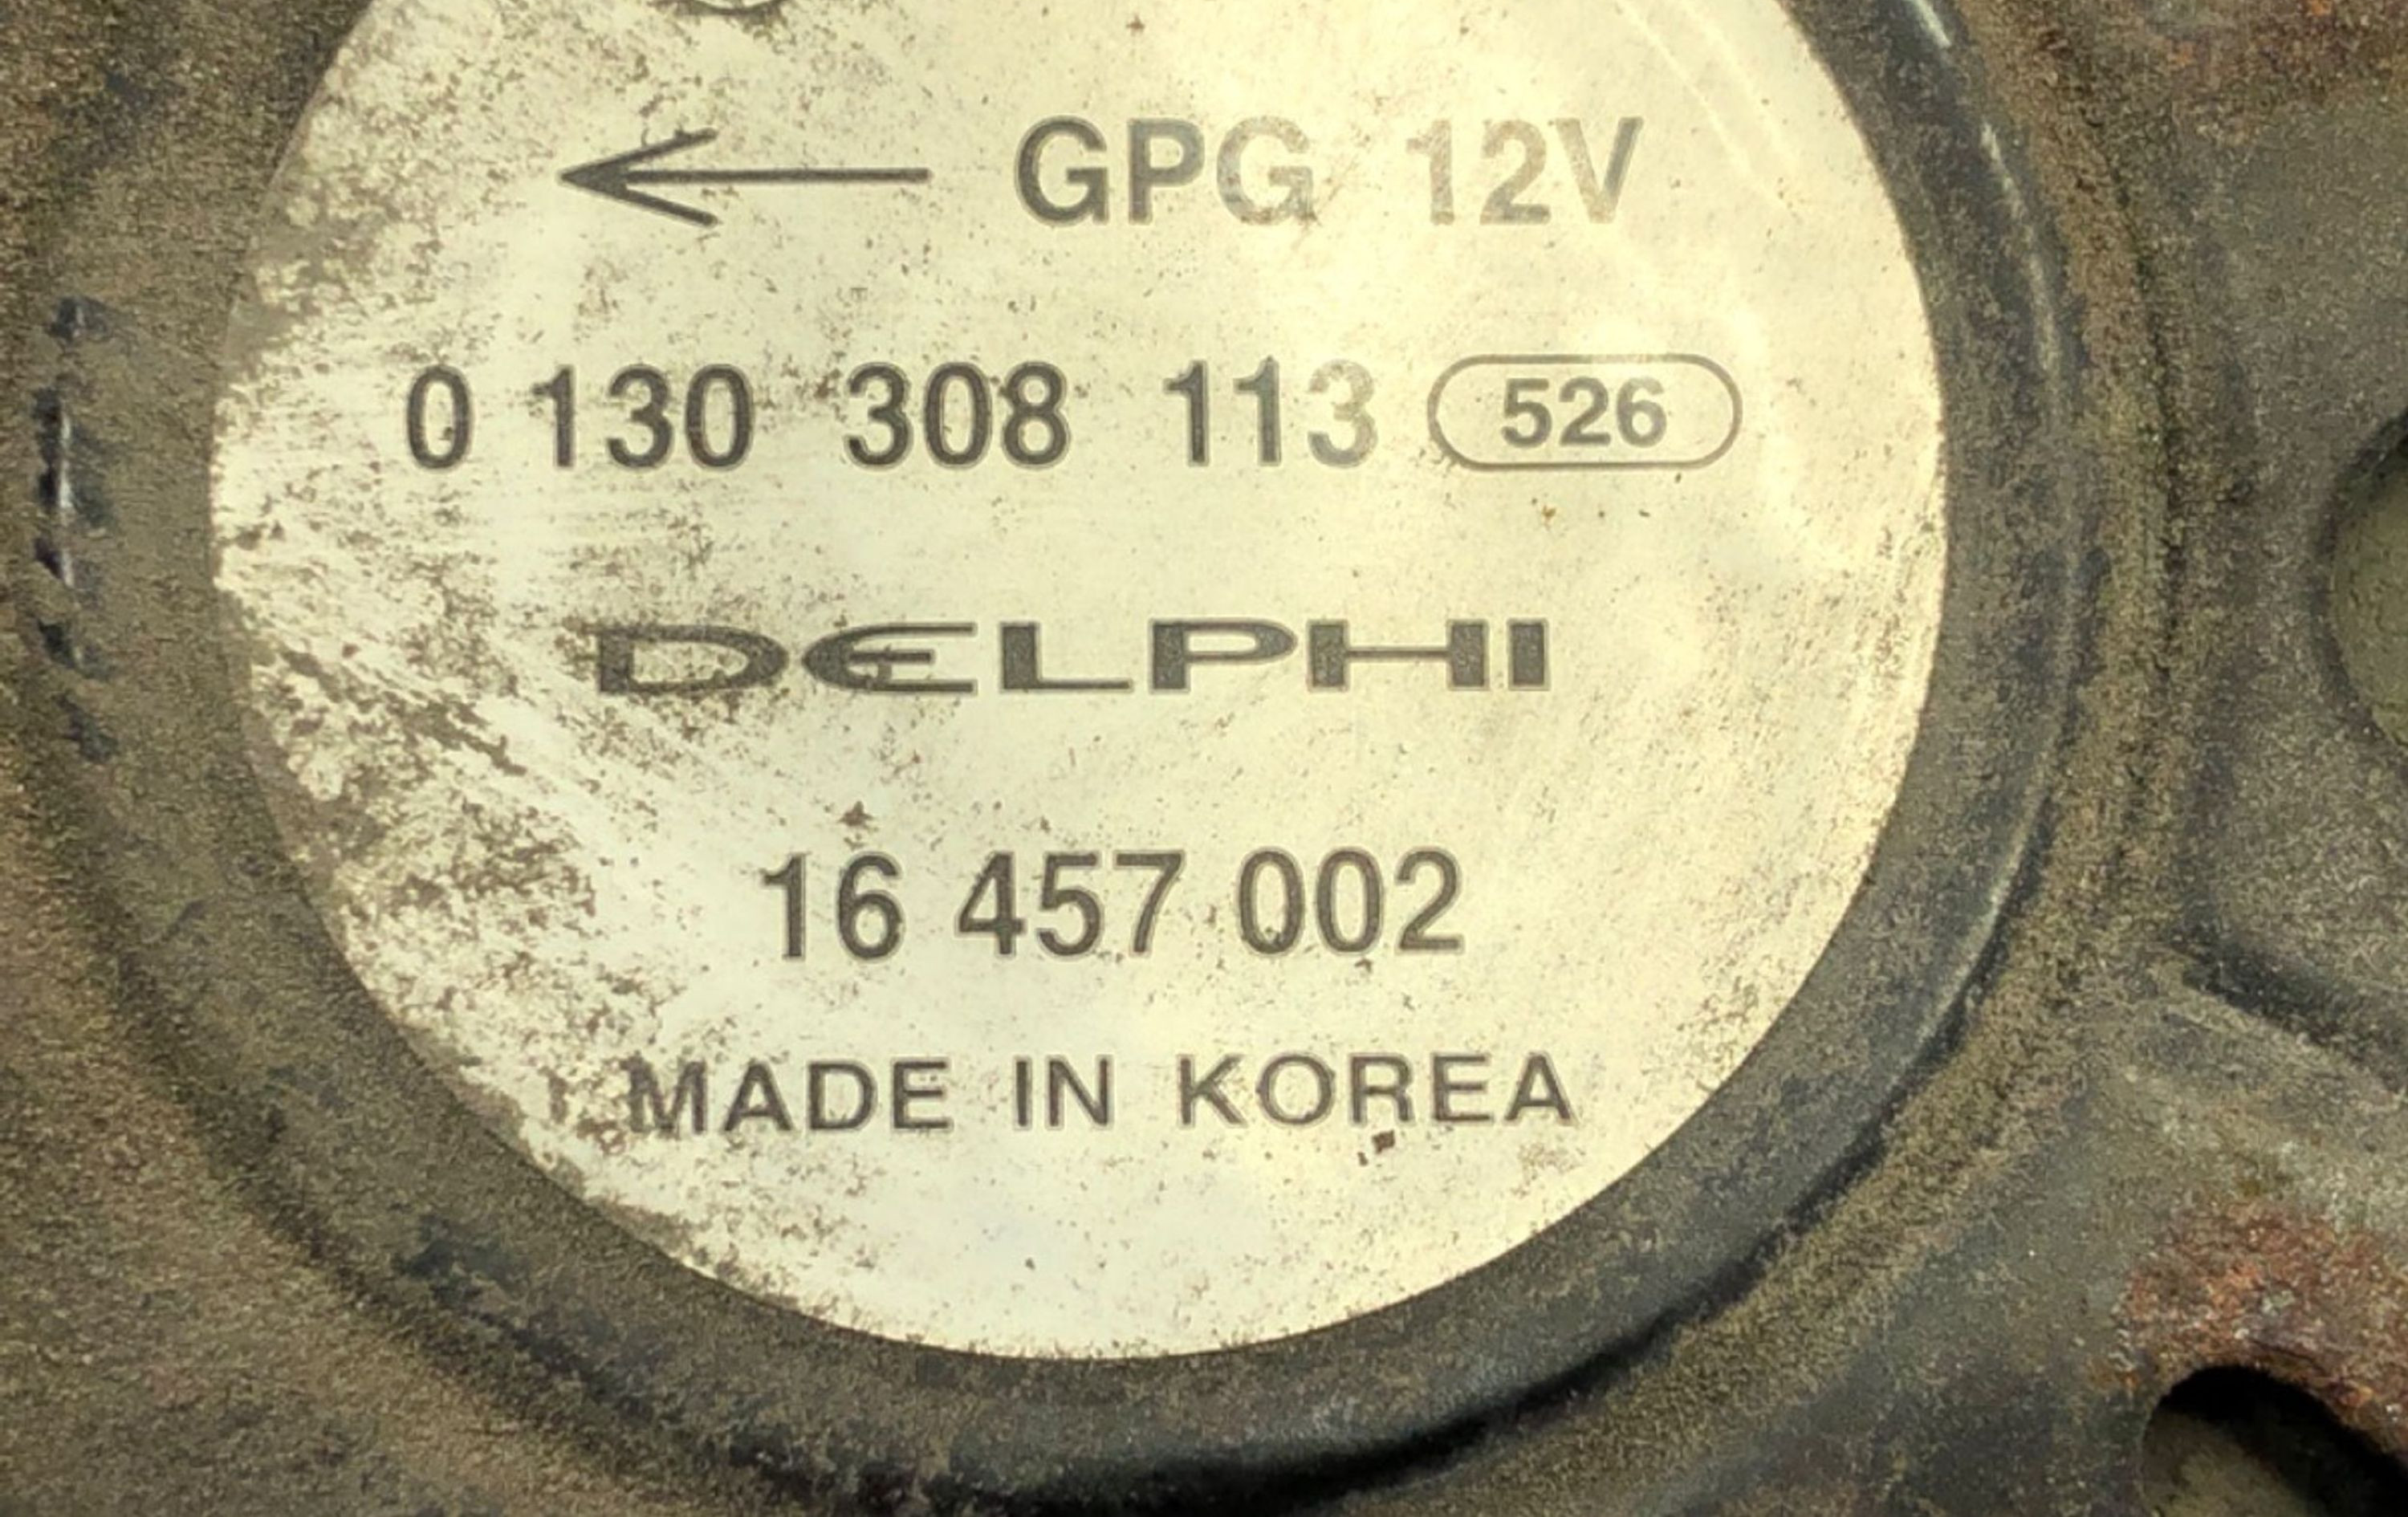 ← GPG 12V
0 130 308 113 526
DELPHI
16 457 002
MADE IN KOREA